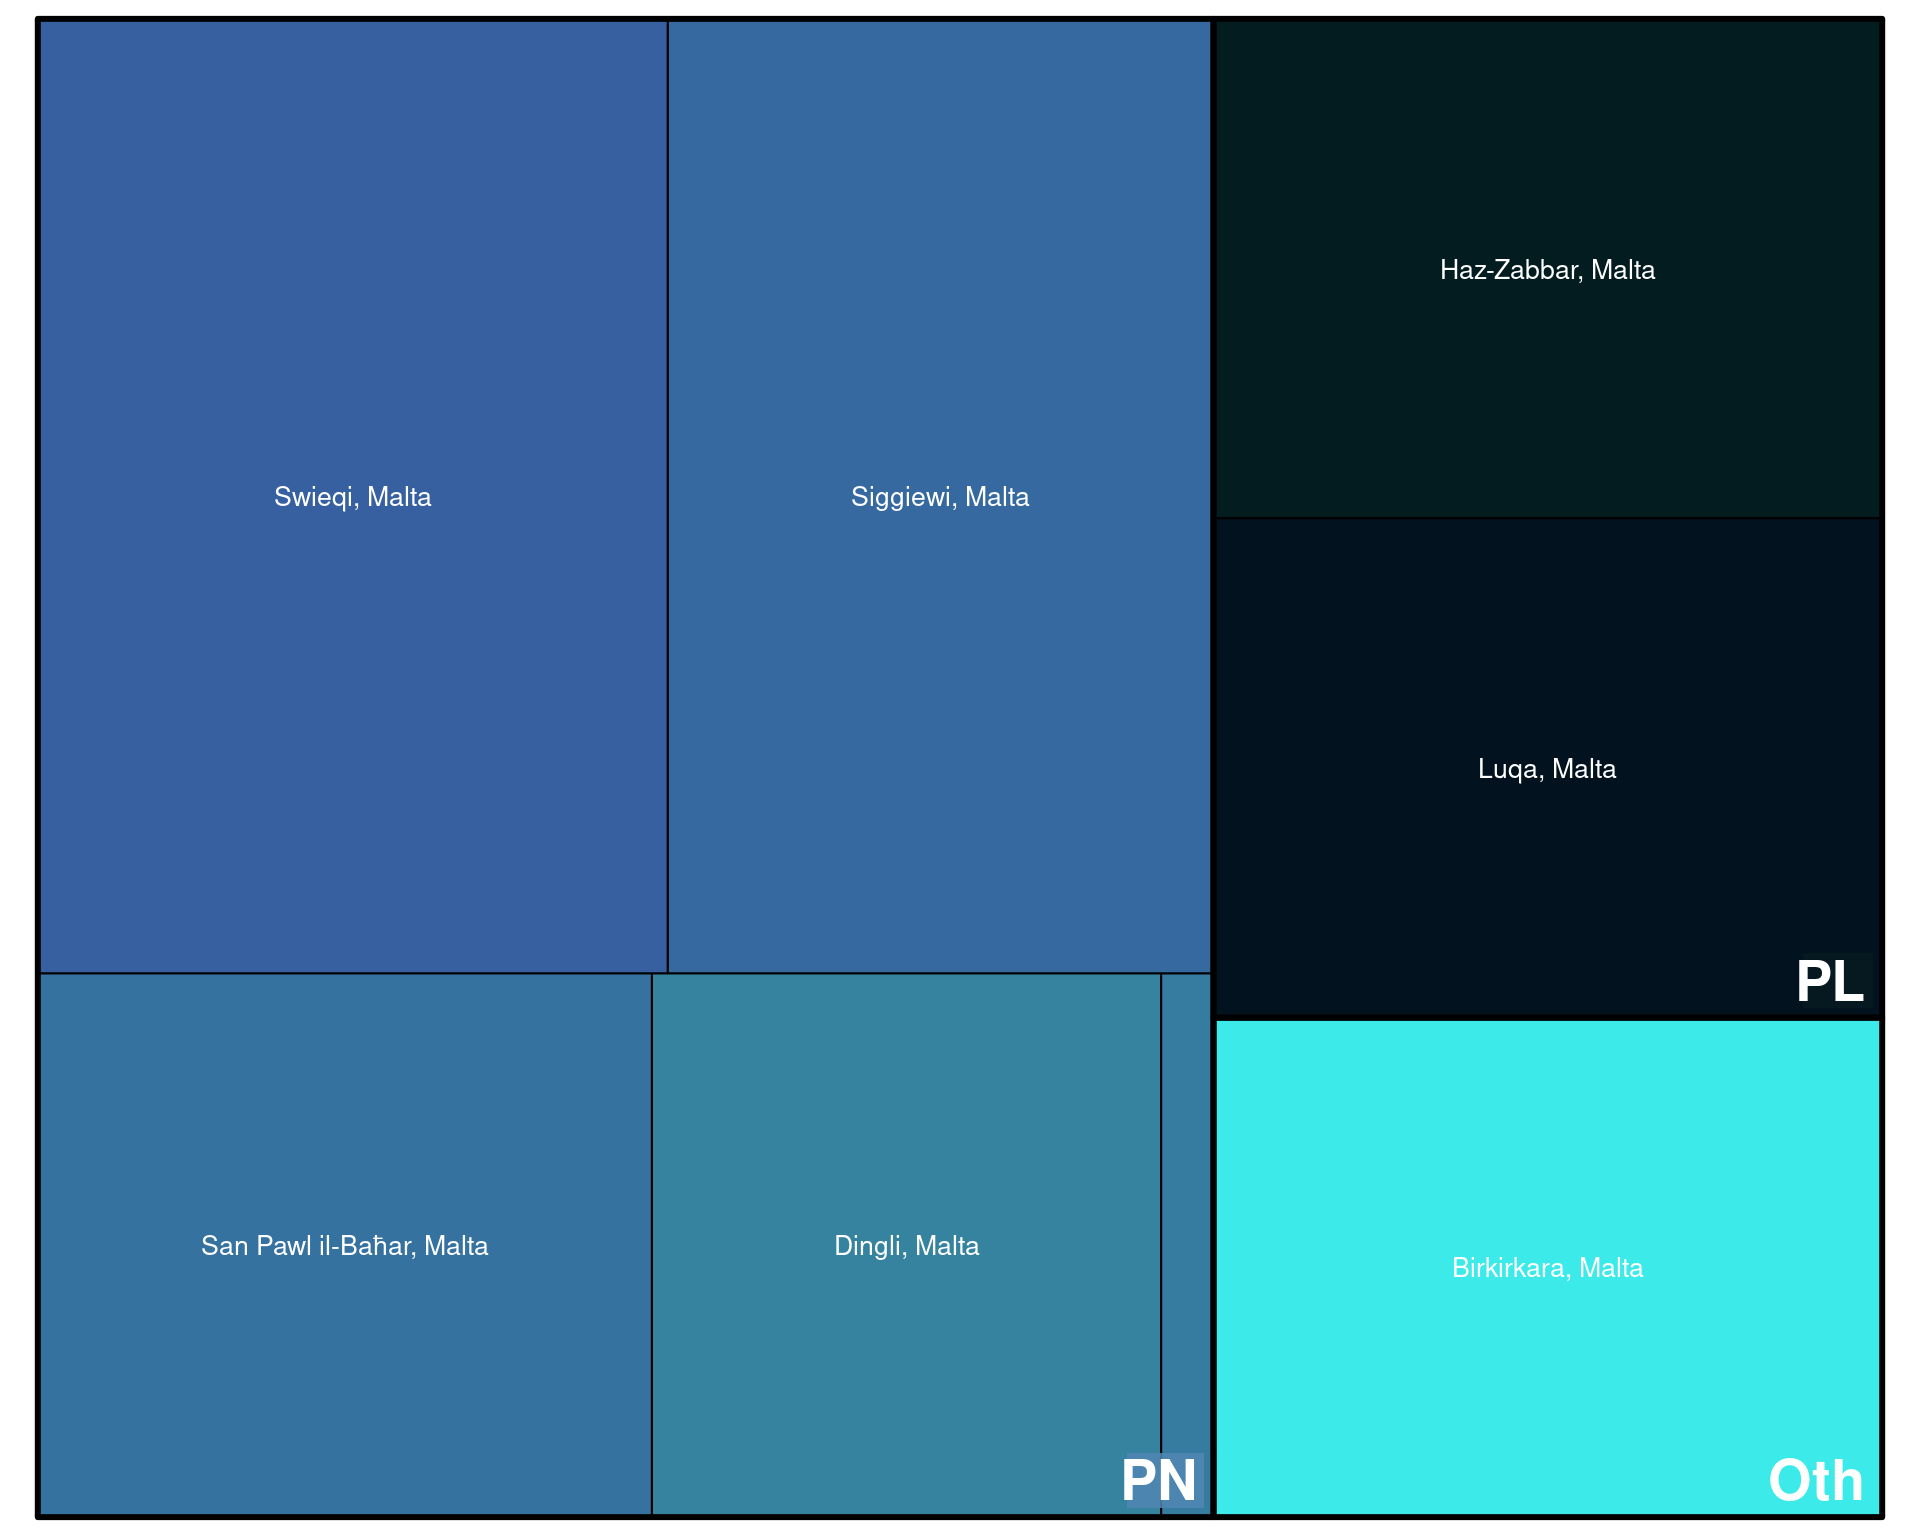 Swieqi, Malta
Siggiewi, Malta
Haz-Zabbar, Malta
Luqa, Malta
PL
San Pawl il-Baħar, Malta
Dingli, Malta
PN
Birkirkara, Malta
Oth